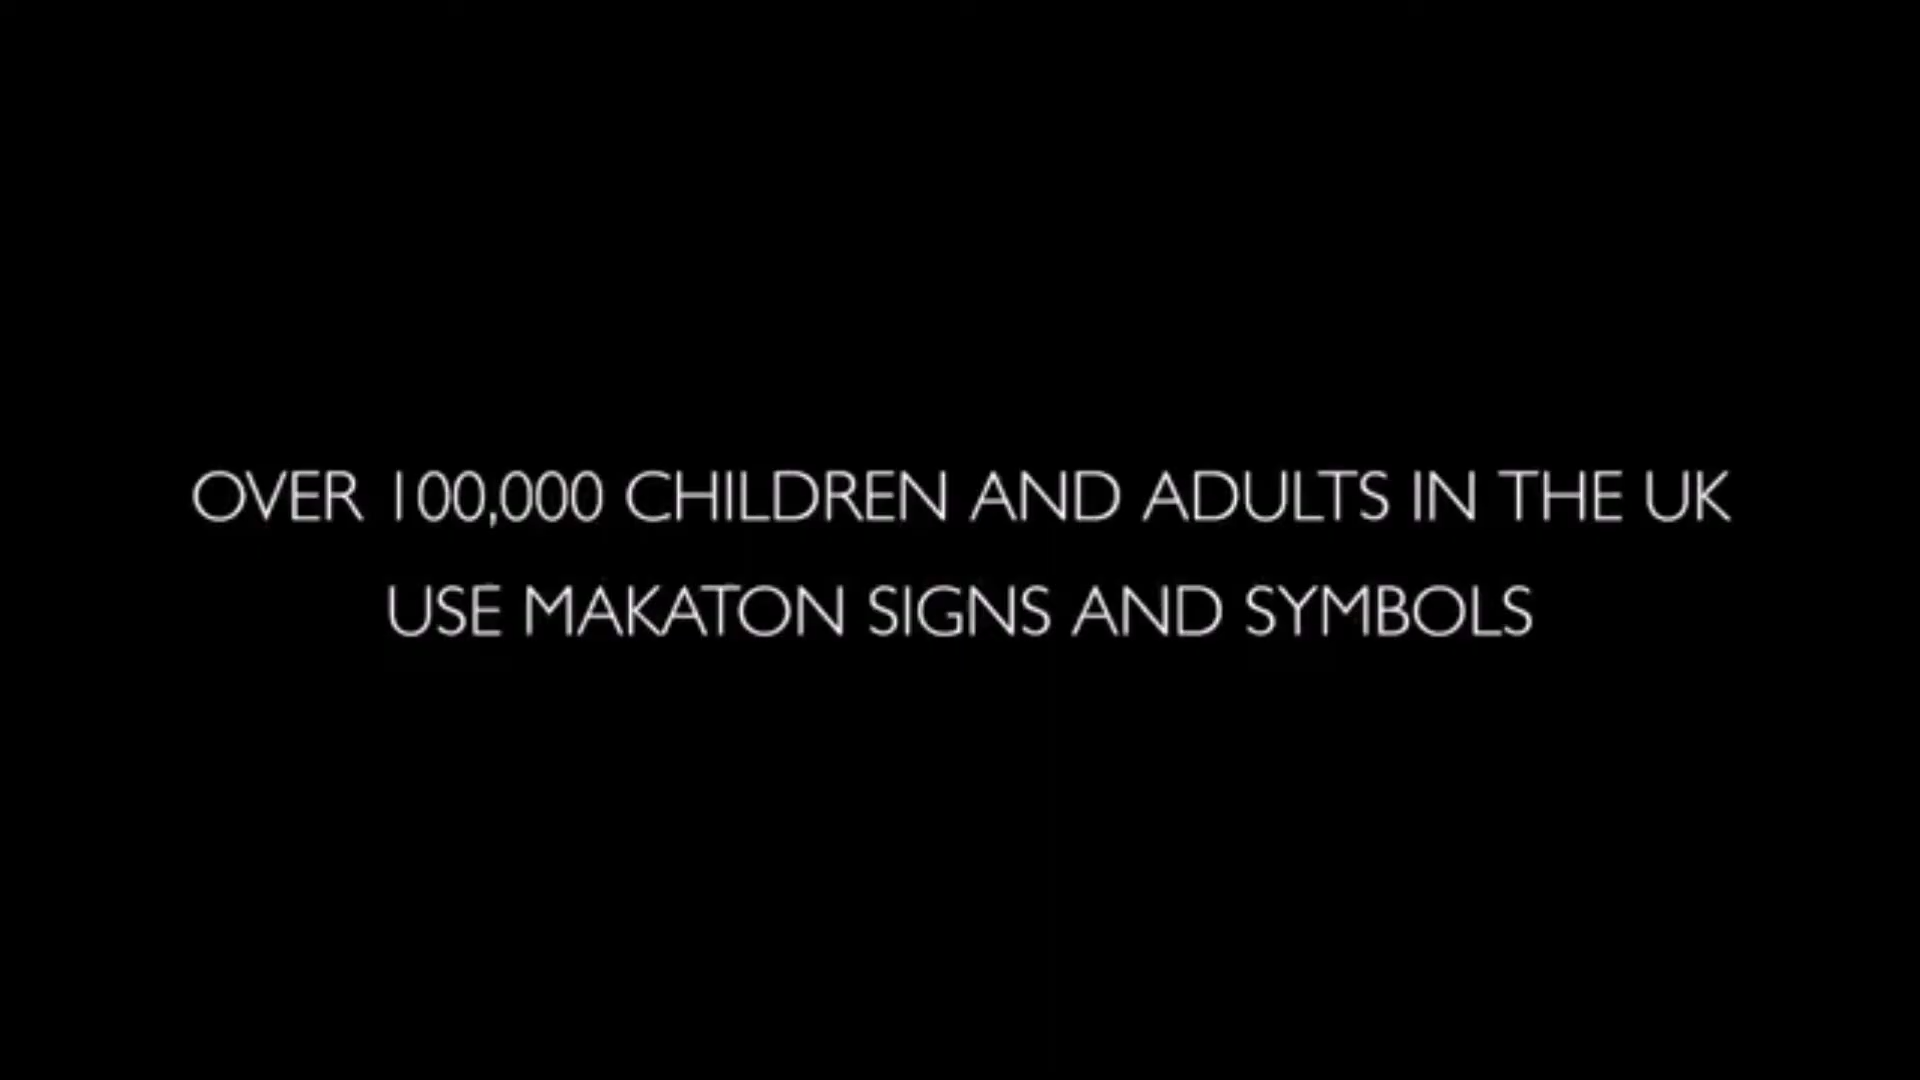 OVER 100,000 CHILDREN AND ADULTS IN THE UK
USE MAKATON SIGNS AND SYMBOLS